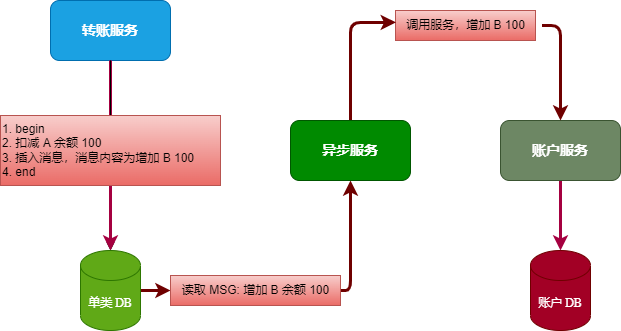 转账服务
1. begin
2. 扣减 A 余额 100
3. 插入消息，消息内容为增加 B 100
4. end
单类 DB
读取 MSG: 增加 B 余额 100
异步服务
调用服务，增加 B 100
账户服务
账户 DB